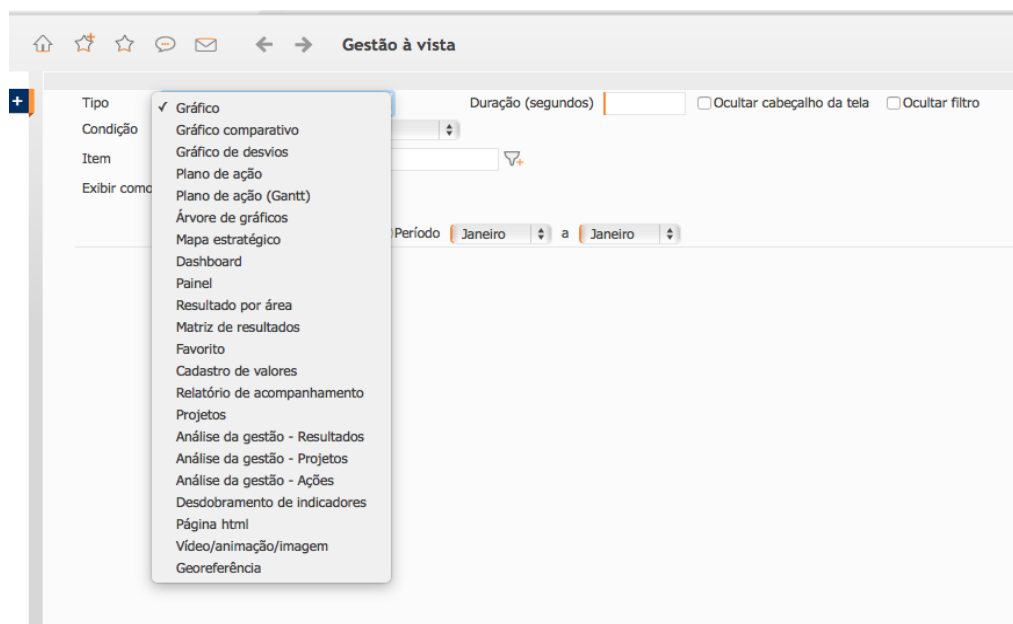 Gestão à vista
+
Tipo
Duração (segundos)
Ocultar cabeçalho da tela
Ocultar filtro
Condição
Item
Exibir como
Período Janeiro a Janeiro
✓ Gráfico
Gráfico comparativo
Gráfico de desvios
Plano de ação
Plano de ação (Gantt)
Árvore de gráficos
Mapa estratégico
Dashboard
Painel
Resultado por área
Matriz de resultados
Favorito
Cadastro de valores
Relatório de acompanhamento
Projetos
Análise da gestão - Resultados
Análise da gestão - Projetos
Análise da gestão - Ações
Desdobramento de indicadores
Página html
Vídeo/animação/imagem
Georeferência